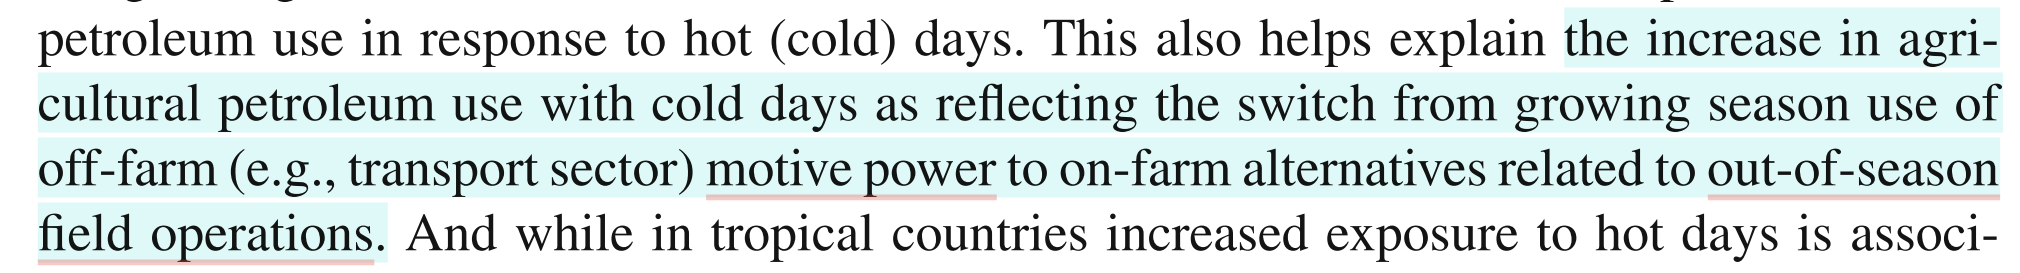 petroleum use in response to hot (cold) days. This also helps explain the increase in agri-
cultural petroleum use with cold days as reflecting the switch from growing season use of
off-farm (e.g., transport sector) motive power to on-farm alternatives related to out-of-season
field operations. And while in tropical countries increased exposure to hot days is associ-